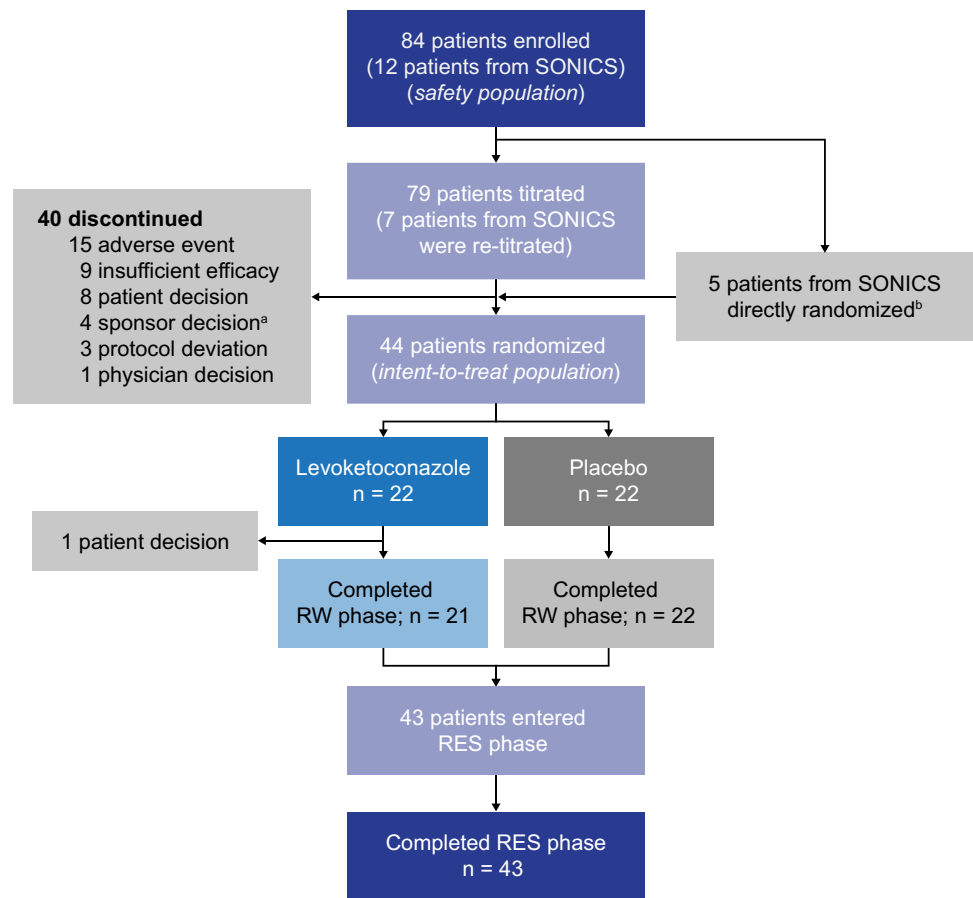 84 patients enrolled
(12 patients from SONICS)
(safety population)
79 patients titrated
(7 patients from SONICS
were re-titrated)
40 discontinued
15 adverse event
9 insufficient efficacy
8 patient decision
4 sponsor decisionᵃ
3 protocol deviation
1 physician decision
5 patients from SONICS
directly randomizedᵇ
44 patients randomized
(intent-to-treat population)
Levoketoconazole
n = 22
Placebo
n = 22
1 patient decision
Completed
RW phase; n = 21
Completed
RW phase; n = 22
43 patients entered
RES phase
Completed RES phase
n = 43